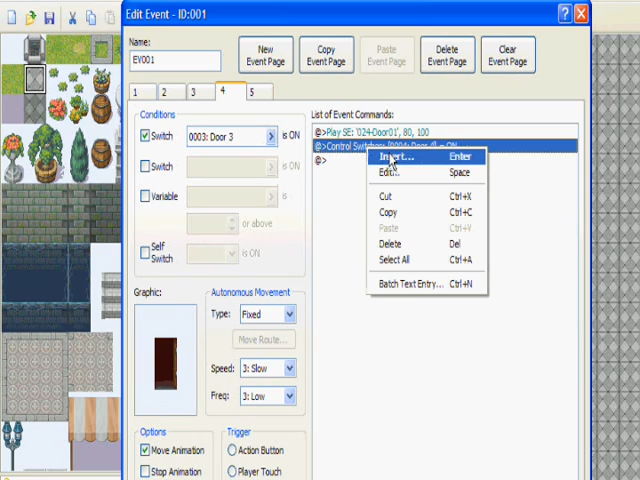 Edit Event - ID:001
Name:
EV001
New
Event Page
Copy
Event Page
Paste
Event Page
Delete
Event Page
Clear
Event Page
1
2
3
4
5
Conditions
Switch
0003: Door 3
is ON
Switch
is ON
Variable
is
or above
Self
Switch
is ON
Graphic:
Autonomous Movement
Type:
Fixed
Move Route...
Speed:
3: Slow
Freq:
3: Low
Options
Move Animation
Stop Animation
Trigger
Action Button
Player Touch
List of Event Commands:
@>Play SE: '024-Door01', 80, 100
@>Control Switches: [0004: Door 4] = ON
@>
Insert... Enter
Edit... Space
Cut Ctrl+X
Copy Ctrl+C
Paste Ctrl+V
Delete Del
Select All Ctrl+A
Batch Text Entry... Ctrl+N